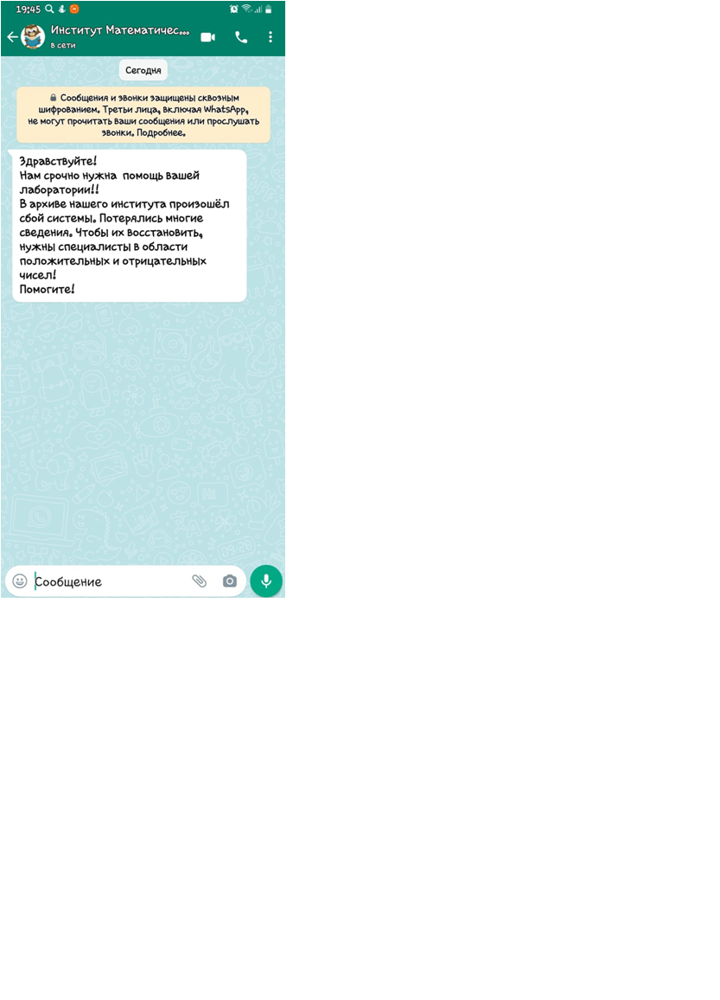 19:45
Институт Математичес...
в сети
Сегодня
Сообщения и звонки защищены сквозным
шифрованием. Третьи лица, включая WhatsApp,
не могут прочитать ваши сообщения или прослушать
звонки. Подробнее.
Здравствуйте!
Нам срочно нужна помощь вашей
лаборатории!!
В архиве нашего института произошёл
сбой системы. Потерялись многие
сведения. Чтобы их восстановить,
нужны специалисты в области
положительных и отрицательных
чисел!
Помогите!
Сообщение